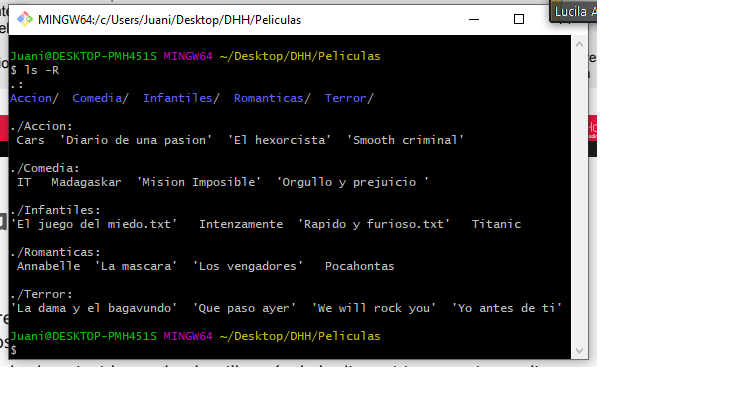 MINGW64:/c/Users/Juani/Desktop/DHH/Peliculas
Lucila A
Juani@DESKTOP-PMH451S MINGW64 ~/Desktop/DHH/Peliculas
$ ls -R
.:
Accion/  Comedia/  Infantiles/  Romanticas/  Terror/
./Accion:
 Cars  'Diario de una pasion'  'El hexorcista'  'Smooth criminal'
./Comedia:
 IT   Madagaskar  'Mision Imposible'  'Orgullo y prejuicio '
./Infantiles:
'El juego del miedo.txt'   Intenzamente  'Rapido y furioso.txt'   Titanic
./Romanticas:
 Annabelle  'La mascara'  'Los vengadores'   Pocahontas
./Terror:
'La dama y el bagavundo'  'Que paso ayer'  'We will rock you'  'Yo antes de ti'
Juani@DESKTOP-PMH451S MINGW64 ~/Desktop/DHH/Peliculas
$